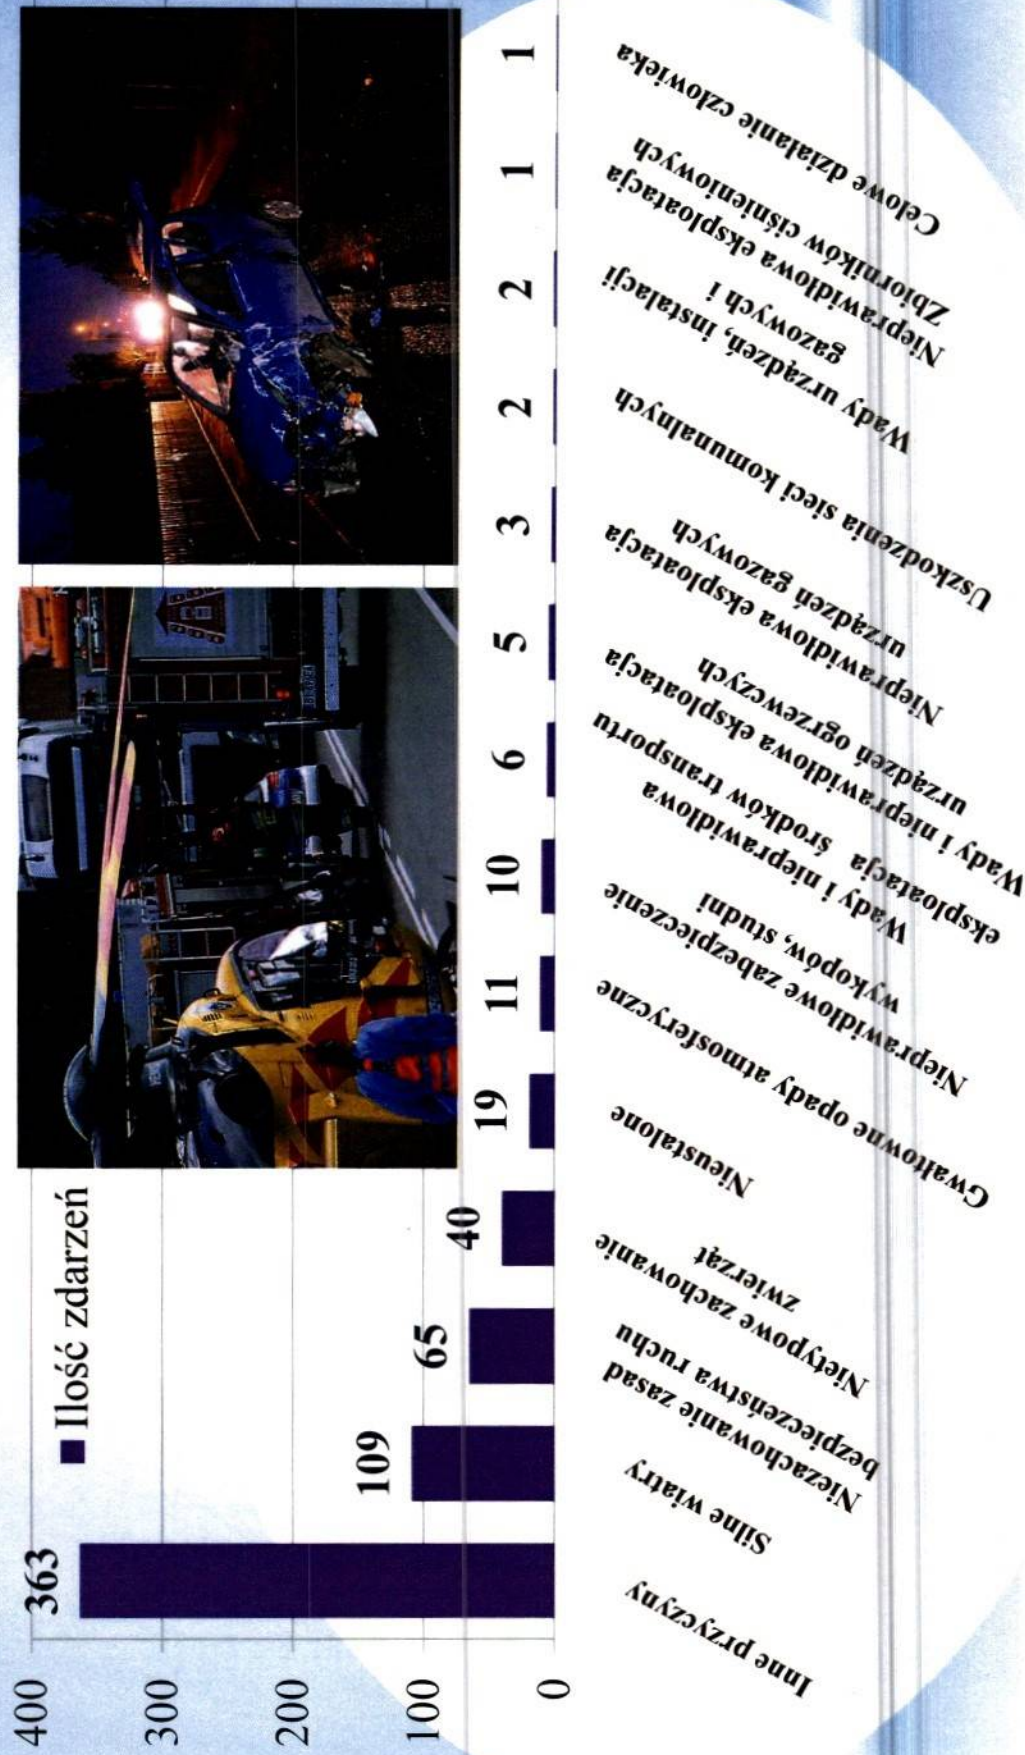 400
300
200
100
0
Ilość zdarzeń
363
109
65
40
19
11
10
6
5
3
2
2
1
1
Inne przyczyny
Silne wiatry
Niezachowanie zasad
bezpieczeństwa ruchu
Nietypowe zachowanie
zwierząt
Nieustalone
Gwałtowne opady atmosferyczne
Nieprawidłowe zabezpieczenie
wykopów, studni
Wady i nieprawidłowa
eksploatacja środków transportu
Wady i nieprawidłowa eksploatacja
urządzeń ogrzewczych
Nieprawidłowa eksploatacja
urządzeń gazowych
Uszkodzenia sieci komunalnych
Wady urządzeń, instalacji
gazowych i
Nieprawidłowa eksploatacja
Zbiorników ciśnieniowych
Celowe działanie człowieka